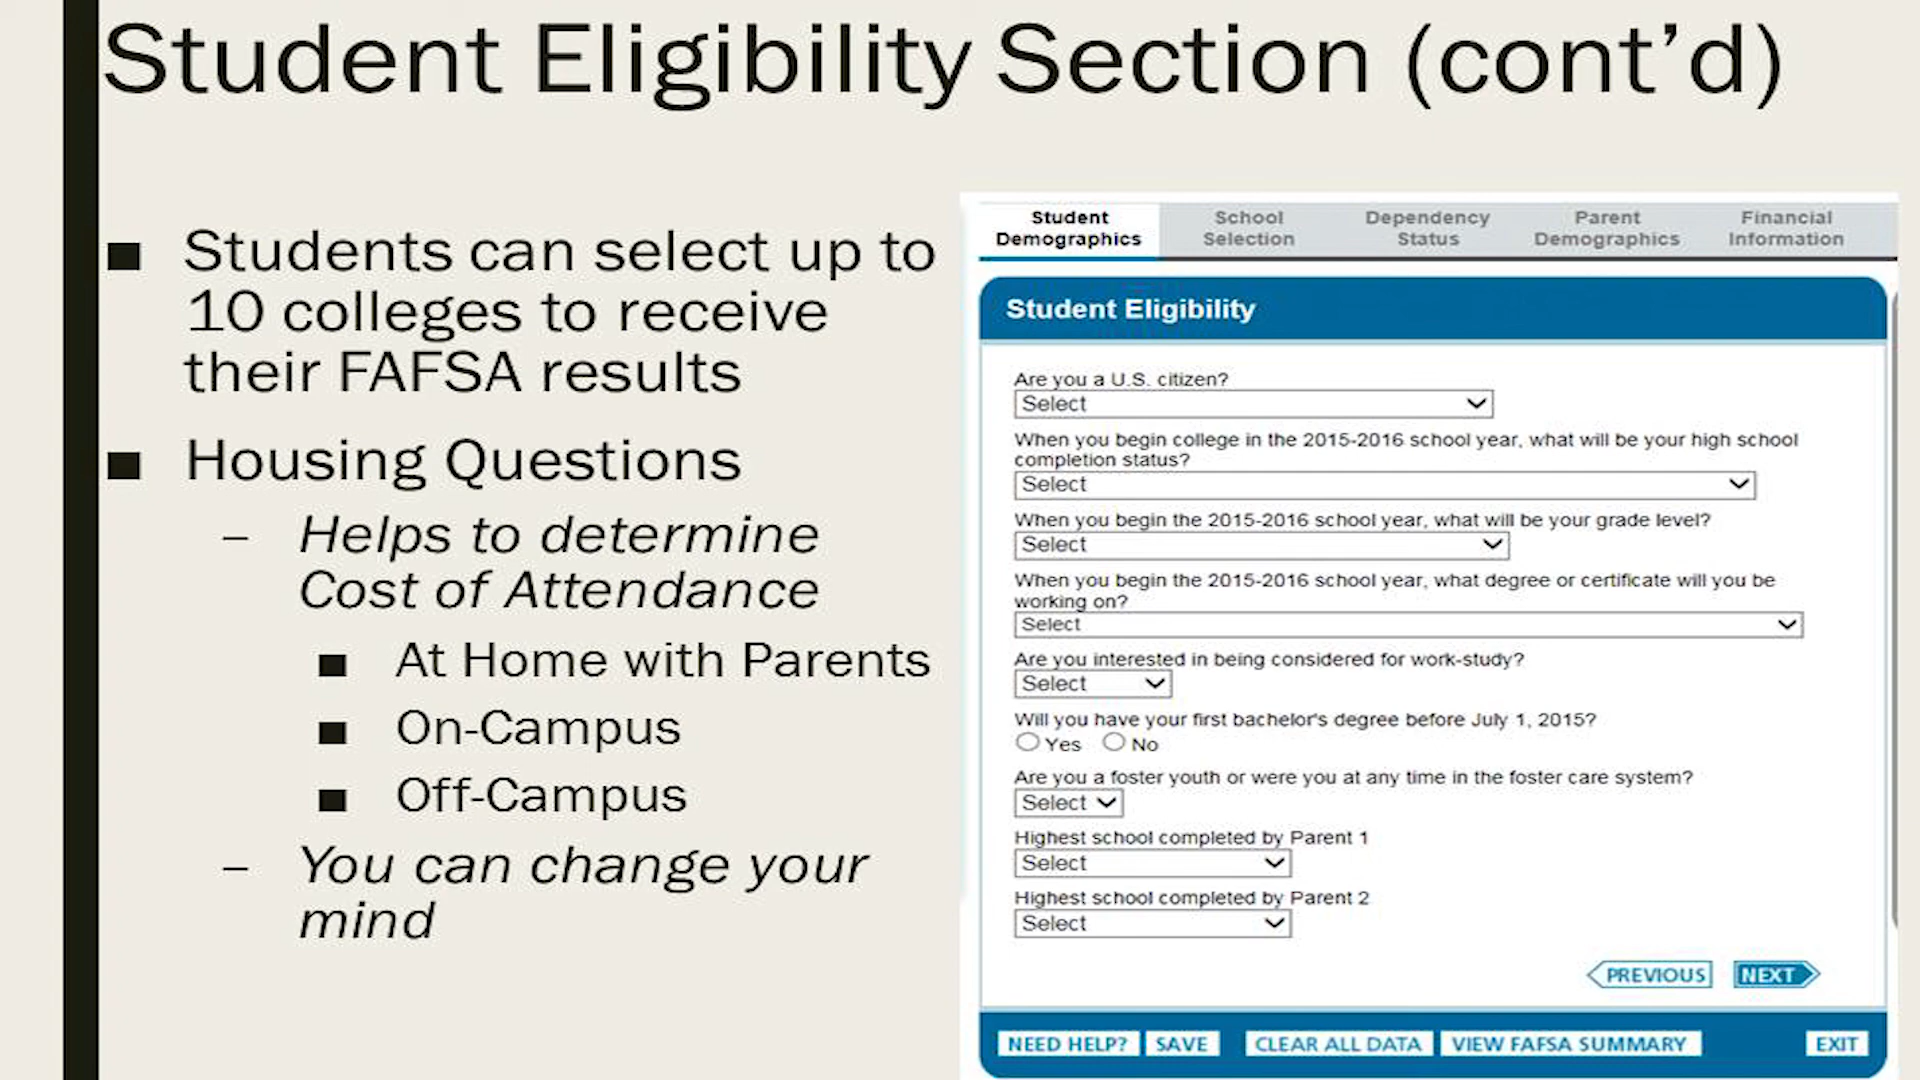 Student Eligibility Section (cont’d)
■ Students can select up to
10 colleges to receive
their FAFSA results
■ Housing Questions
– Helps to determine
Cost of Attendance
■ At Home with Parents
■ On-Campus
■ Off-Campus
– You can change your
mind
Student Demographics
School Selection
Dependency Status
Parent Demographics
Financial Information
Student Eligibility
Are you a U.S. citizen?
Select
When you begin college in the 2015-2016 school year, what will be your high school
completion status?
Select
When you begin the 2015-2016 school year, what will be your grade level?
Select
When you begin the 2015-2016 school year, what degree or certificate will you be
working on?
Select
Are you interested in being considered for work-study?
Select
Will you have your first bachelor's degree before July 1, 2015?
Yes No
Are you a foster youth or were you at any time in the foster care system?
Select
Highest school completed by Parent 1
Select
Highest school completed by Parent 2
Select
PREVIOUS NEXT
NEED HELP? SAVE CLEAR ALL DATA VIEW FAFSA SUMMARY EXIT